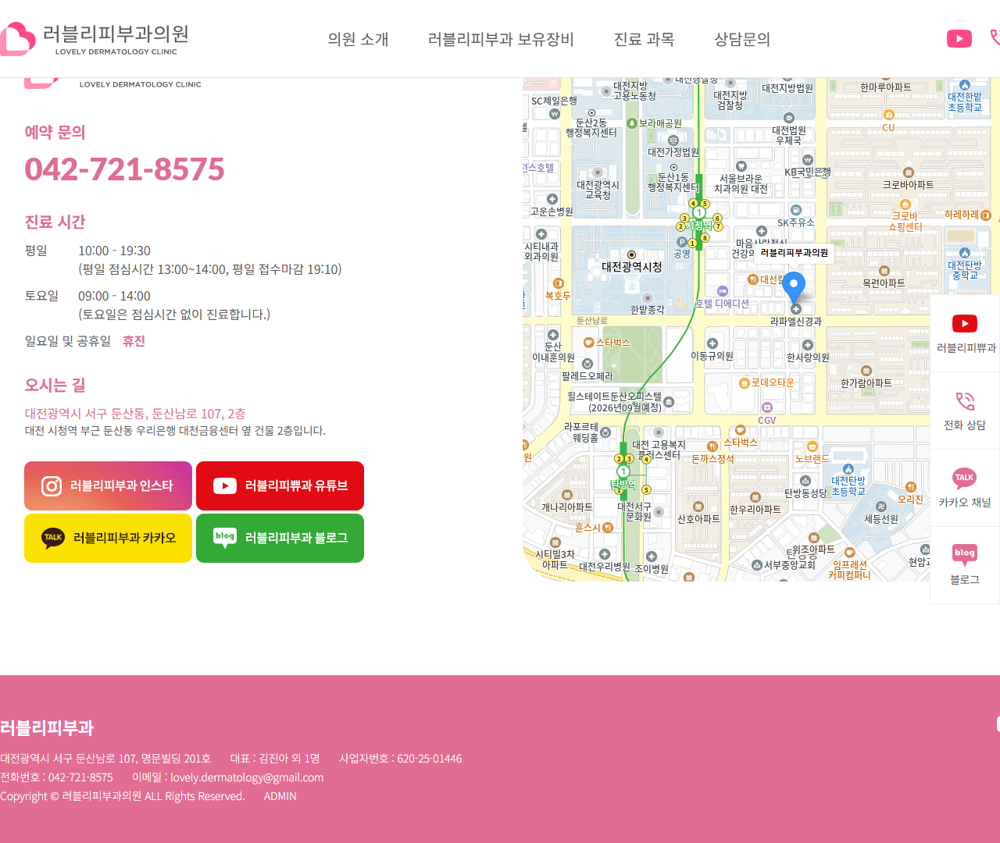 러블리피부과의원
LOVELY DERMATOLOGY CLINIC
의원 소개
러블리피부과 보유장비
진료 과목
상담문의
LOVELY DERMATOLOGY CLINIC
예약 문의
042-721-8575
진료 시간
평일 10:00 - 19:30
(평일 점심시간 13:00~14:00, 평일 접수마감 19:10)
토요일 09:00 - 14:00
(토요일은 점심시간 없이 진료합니다.)
일요일 및 공휴일 휴진
오시는 길
대전광역시 서구 둔산동, 둔산남로 107, 2층
대전 시청역 부근 둔산동 우리은행 대전금융센터 옆 건물 2층입니다.
러블리피부과 인스타
러블리피쀼과 유튜브
TALK
러블리피부과 카카오
blog
러블리피부과 블로그
대전지방
고용노동청
대전경찰청
대전지방
검찰청
대전지방법원
한마루아파트
대전한밭
초등학교
SC제일은행
둔산2동
행정복지센터
보라매공원
대전가정법원
대전법원
우체국
CU
대전광역시
교육청
둔산1동
행정복지센터
서울브라운
치과의원 대전
KB국민은행
크로바아파트
고운손병원
4
5
3
6
2
7
1
8
1
시청역
SK주유소
크로바
쇼핑센터
하레하레
시티내과
외과의원
공영
러블리피부과의원
대전광역시청
대전탄방
중학교
목련아파트
복호두
대선칼
한밭종각
호텔 디에디션
둔산남로
라파엘신경과
둔산
이내훈의원
스타벅스
이동규의원
한사랑의원
팔레드오페라
로데오타운
한가람아파트
힐스테이트둔산오피스텔
(2026년09월예정)
CGV
라포르테
웨딩홀
대전 고용복지
플러스센터
스타벅스
돈까스정석
노브랜드
2
3
4
1
1
5
탄방역
대전탄방
초등학교
탄방동성당
오리진
개나리아파트
대전서구
문화원
산호아파트
한우리아파트
세등선원
훈스시
시티빌3차
아파트
대전우리병원
조이병원
위즈아파트
서부중앙교회
임프레션
커피컴퍼니
러블리피쀼과
전화 상담
TALK
카카오 채널
blog
블로그
러블리피부과
대전광역시 서구 둔산남로 107, 명문빌딩 201호 대표 : 김진아 외 1명 사업자번호 : 620-25-01446
전화번호 : 042-721-8575 이메일 : lovely.dermatology@gmail.com
Copyright © 러블리피부과의원 ALL Rights Reserved. ADMIN